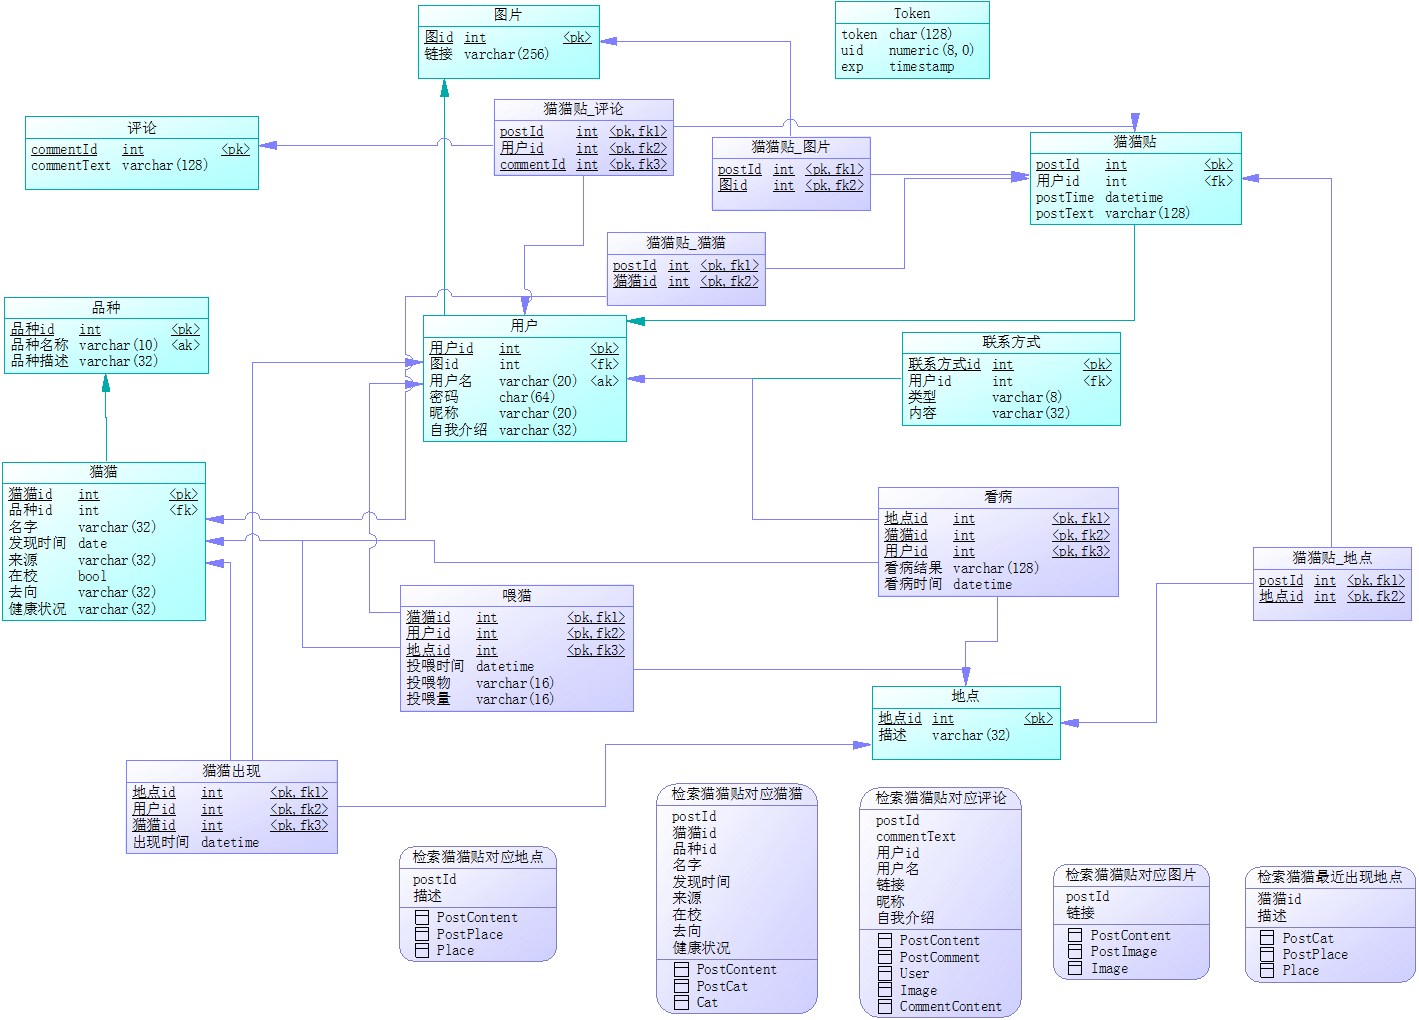 图片
图id int <pk>
链接 varchar(256)
Token
token char(128)
uid numeric(8,0)
exp timestamp
评论
commentId int <pk>
commentText varchar(128)
猫猫贴_评论
postId int <pk,fk1>
用户id int <pk,fk2>
commentId int <pk,fk3>
猫猫贴_图片
postId int <pk,fk1>
图id int <pk,fk2>
猫猫贴
postId int <pk>
用户id int <fk>
postTime datetime
postText varchar(128)
猫猫贴_猫猫
postId int <pk,fk1>
猫猫id int <pk,fk2>
品种
品种id int <pk>
品种名称 varchar(10) <ak>
品种描述 varchar(32)
用户
用户id int <pk>
图id int <fk>
用户名 varchar(20) <ak>
密码 char(64)
昵称 varchar(20)
自我介绍 varchar(32)
联系方式
联系方式id int <pk>
用户id int <fk>
类型 varchar(8)
内容 varchar(32)
猫猫
猫猫id int <pk>
品种id int <fk>
名字 varchar(32)
发现时间 date
来源 varchar(32)
在校 bool
去向 varchar(32)
健康状况 varchar(32)
看病
地点id int <pk,fk1>
猫猫id int <pk,fk2>
用户id int <pk,fk3>
看病结果 varchar(128)
看病时间 datetime
猫猫贴_地点
postId int <pk,fk1>
地点id int <pk,fk2>
喂猫
猫猫id int <pk,fk1>
用户id int <pk,fk2>
地点id int <pk,fk3>
投喂时间 datetime
投喂物 varchar(16)
投喂量 varchar(16)
地点
地点id int <pk>
描述 varchar(32)
猫猫出现
地点id int <pk,fk1>
用户id int <pk,fk2>
猫猫id int <pk,fk3>
出现时间 datetime
检索猫猫贴对应地点
postId
描述
PostContent
PostPlace
Place
检索猫猫贴对应猫猫
postId
猫猫id
品种id
名字
发现时间
来源
在校
去向
健康状况
PostContent
PostCat
Cat
检索猫猫贴对应评论
postId
commentText
用户id
用户名
链接
昵称
自我介绍
PostContent
PostComment
User
Image
CommentContent
检索猫猫贴对应图片
postId
链接
PostContent
PostImage
Image
检索猫猫最近出现地点
猫猫id
描述
PostCat
PostPlace
Place